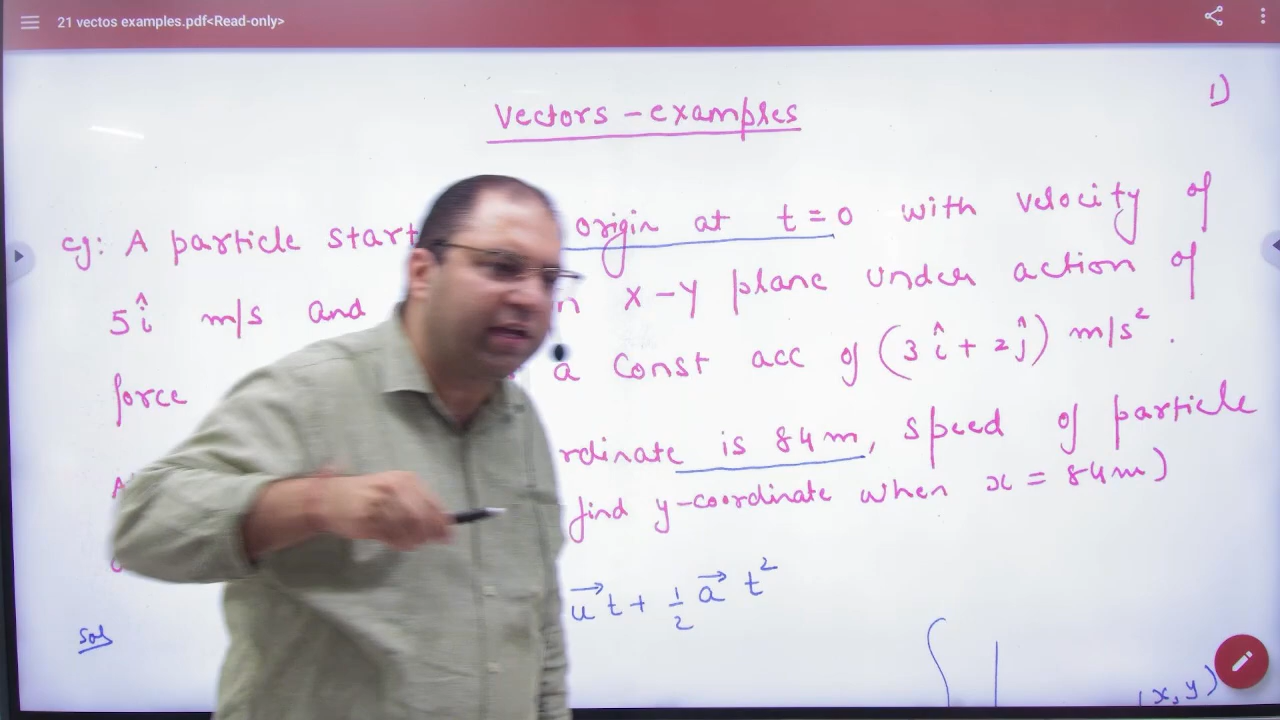 21 vectos examples.pdf<Read-only>
1)
Vectors - examples
eg: A particle start origin at t = 0 with velocity of
5î m/s and x-y plane under action of
force a const acc of (3î + 2ĵ) m/s² .
rdinate is 84m, speed of particle
find y-coordinate when x = 84m)
u⃗ t + 1/2 a⃗ t²
Sol
(x, y)